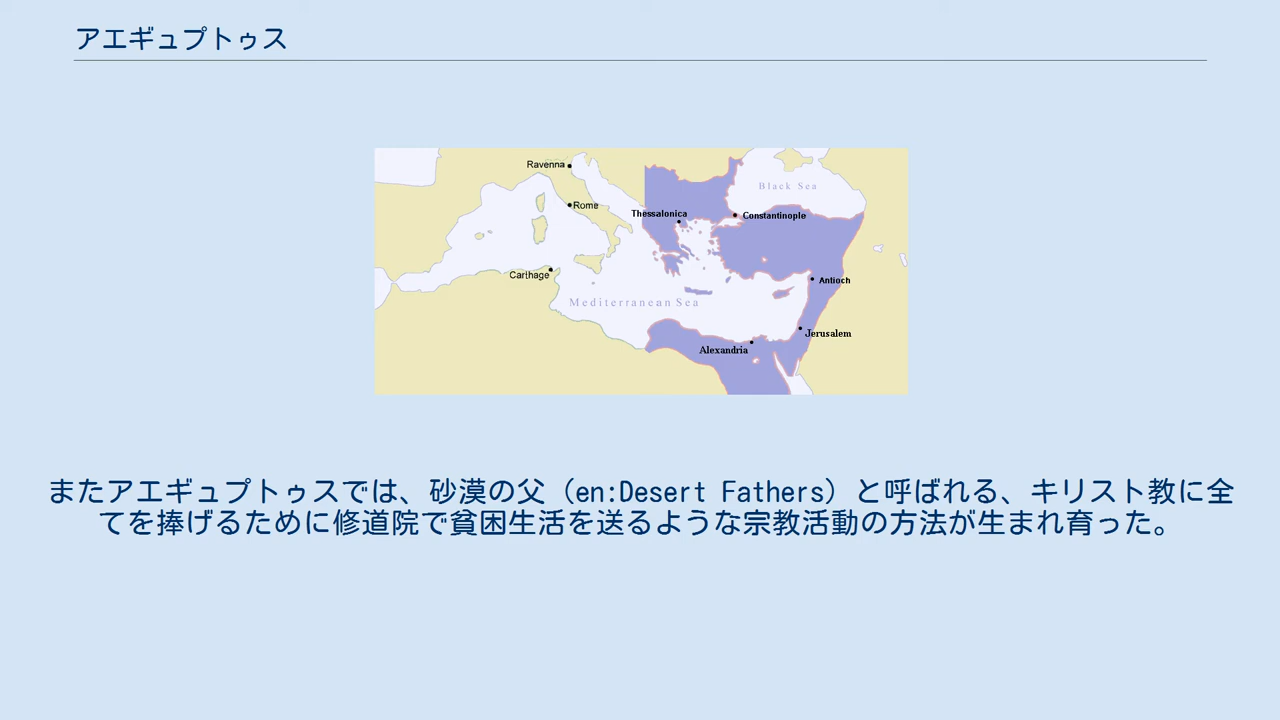 アエギュプトゥス
Ravenna
Black Sea
Rome
Thessalonica
Constantinople
Carthage
Antioch
Mediterranean Sea
Jerusalem
Alexandria
またアエギュプトゥスでは、砂漠の父（en:Desert Fathers）と呼ばれる、キリスト教に全
てを捧げるために修道院で貧困生活を送るような宗教活動の方法が生まれ育った。